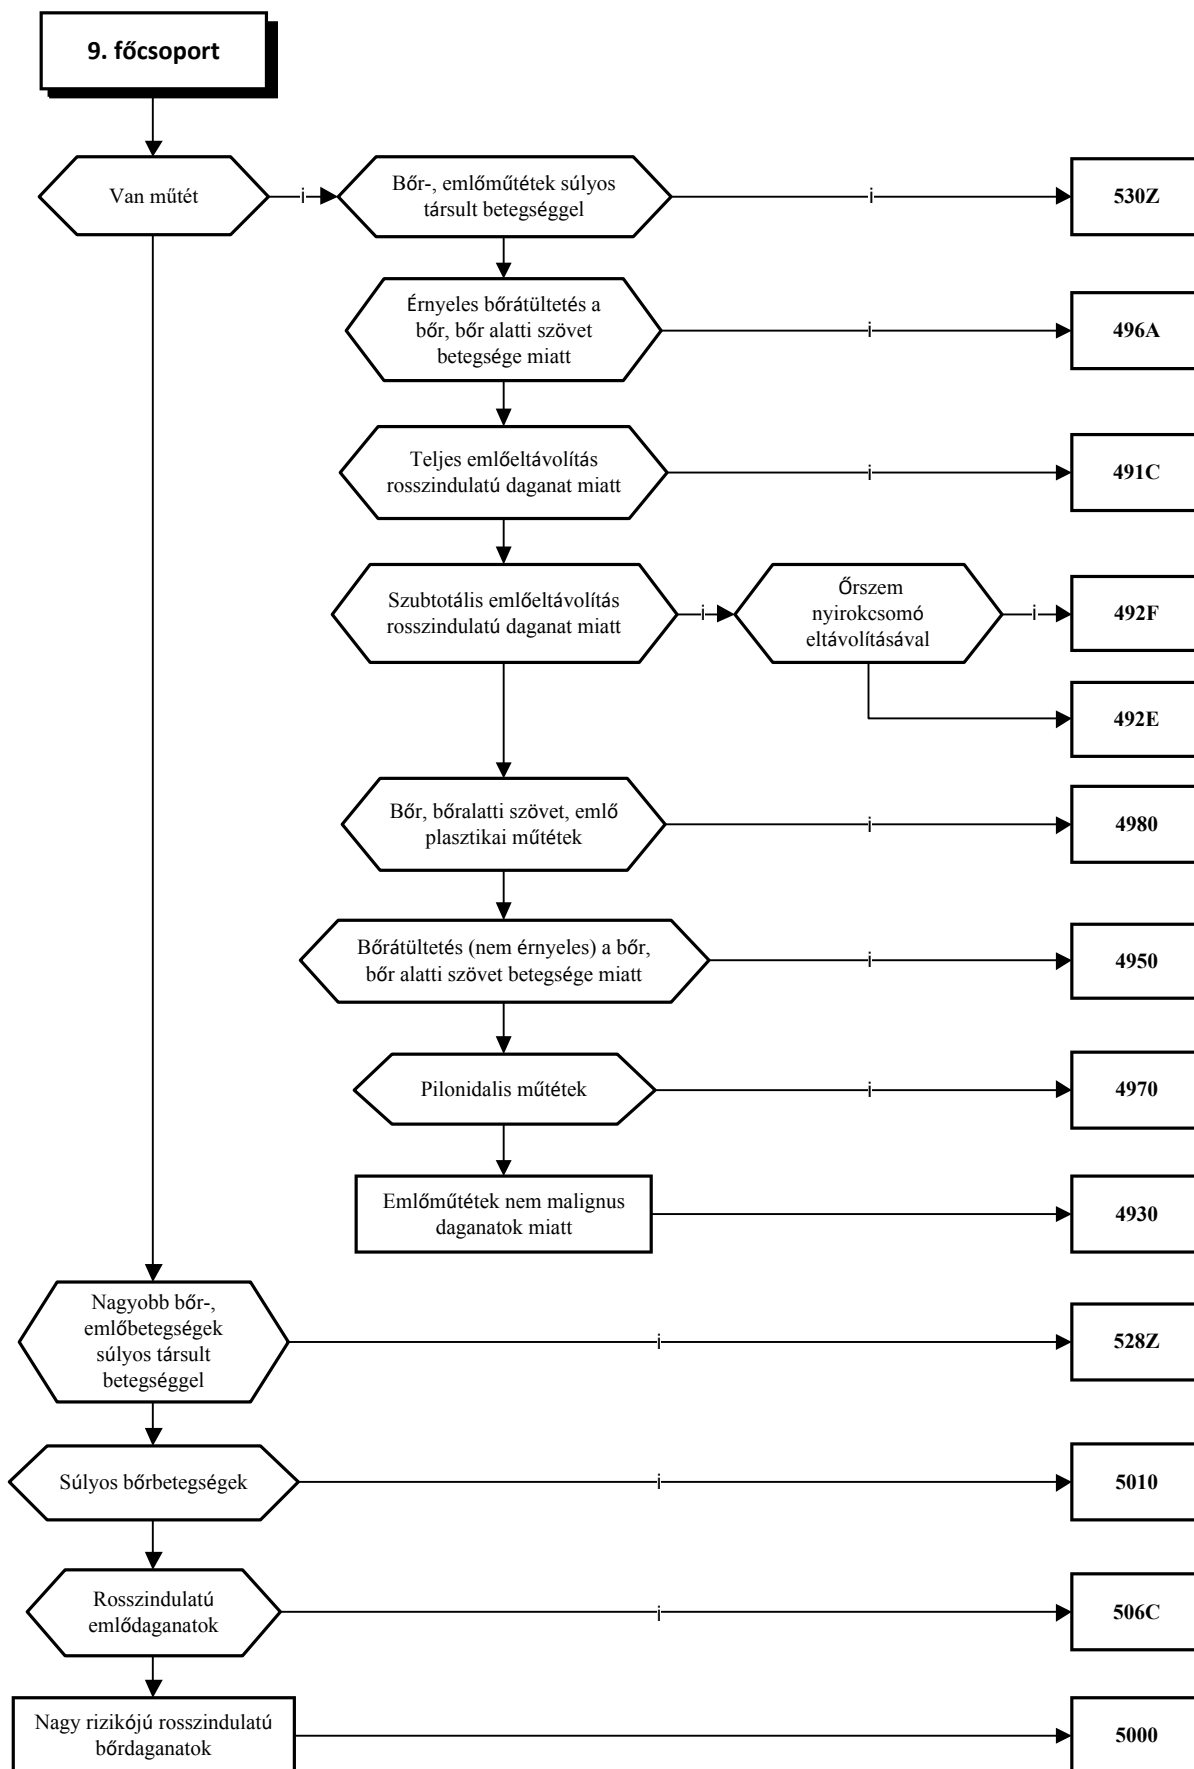 9. főcsoport
Van műtét
i
Bőr-, emlőműtétek súlyos
társult betegséggel
i
530Z
Érnyeles bőrátültetés a
bőr, bőr alatti szövet
betegsége miatt
i
496A
Teljes emlőeltávolítás
rosszindulatú daganat miatt
i
491C
Szubtotális emlőeltávolítás
rosszindulatú daganat miatt
i
Őrszem
nyirokcsomó
eltávolításával
i
492F
492E
Bőr, bőralatti szövet, emlő
plasztikai műtétek
i
4980
Bőrátültetés (nem érnyeles) a bőr,
bőr alatti szövet betegsége miatt
i
4950
Pilonidalis műtétek
i
4970
Emlőműtétek nem malignus
daganatok miatt
4930
Nagyobb bőr-,
emlőbetegségek
súlyos társult
betegséggel
i
528Z
Súlyos bőrbetegségek
i
5010
Rosszindulatú
emlődaganatok
i
506C
Nagy rizikójú rosszindulatú
bőrdaganatok
5000